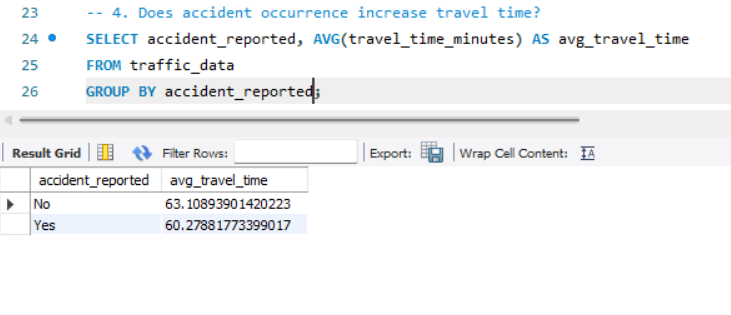 23 -- 4. Does accident occurrence increase travel time?
24 SELECT accident_reported, AVG(travel_time_minutes) AS avg_travel_time
25 FROM traffic_data
26 GROUP BY accident_reported;
Result Grid Filter Rows: Export: Wrap Cell Content: IA
accident_reported avg_travel_time
No 63.10893901420223
Yes 60.27881773399017